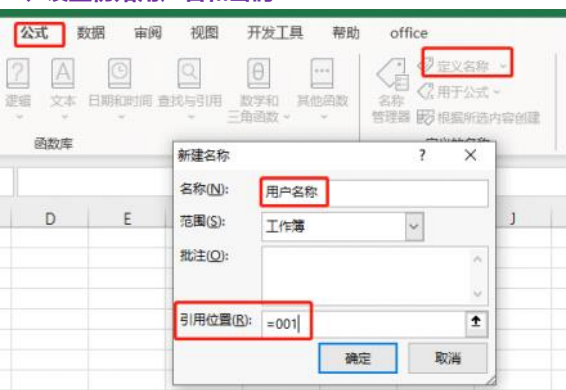 公式 数据 审阅 视图 开发工具 帮助 office
定义名称
逻辑 文本 日期和时间 查找与引用 数学和三角函数 其他函数 名称管理器 用于公式
根据所选内容创建
函数库
新建名称 ? ×
名称(N): 用户名称
范围(S): 工作簿
批注(O):
引用位置(R): =001
确定 取消
D E J